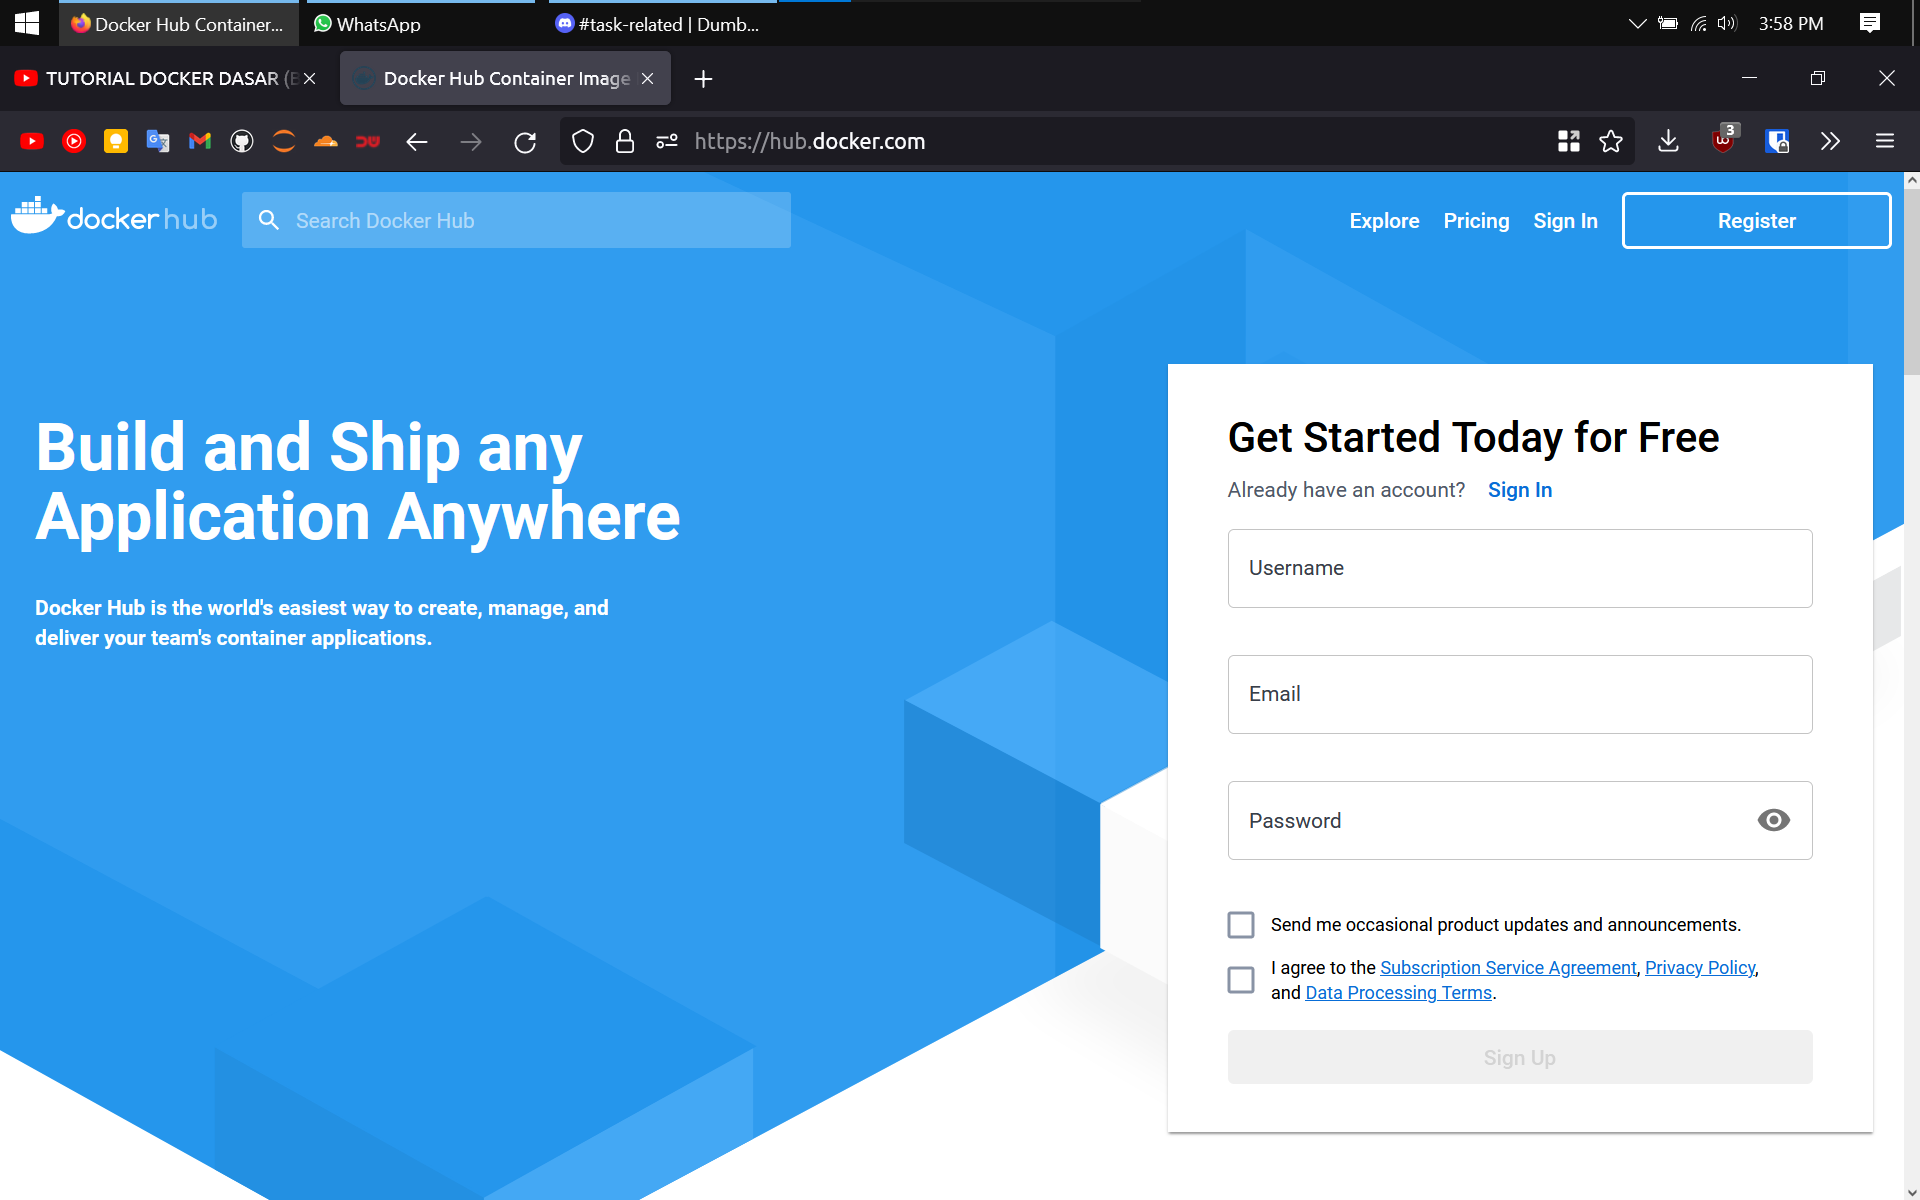 Docker Hub Container...
WhatsApp
#task-related | Dumb...
3:58 PM
TUTORIAL DOCKER DASAR (
Docker Hub Container Image
https://hub.docker.com
3
docker hub
Search Docker Hub
Explore
Pricing
Sign In
Register
Build and Ship any
Application Anywhere
Docker Hub is the world's easiest way to create, manage, and
deliver your team's container applications.
Get Started Today for Free
Already have an account? Sign In
Username
Email
Password
Send me occasional product updates and announcements.
I agree to the Subscription Service Agreement, Privacy Policy,
and Data Processing Terms.
Sign Up